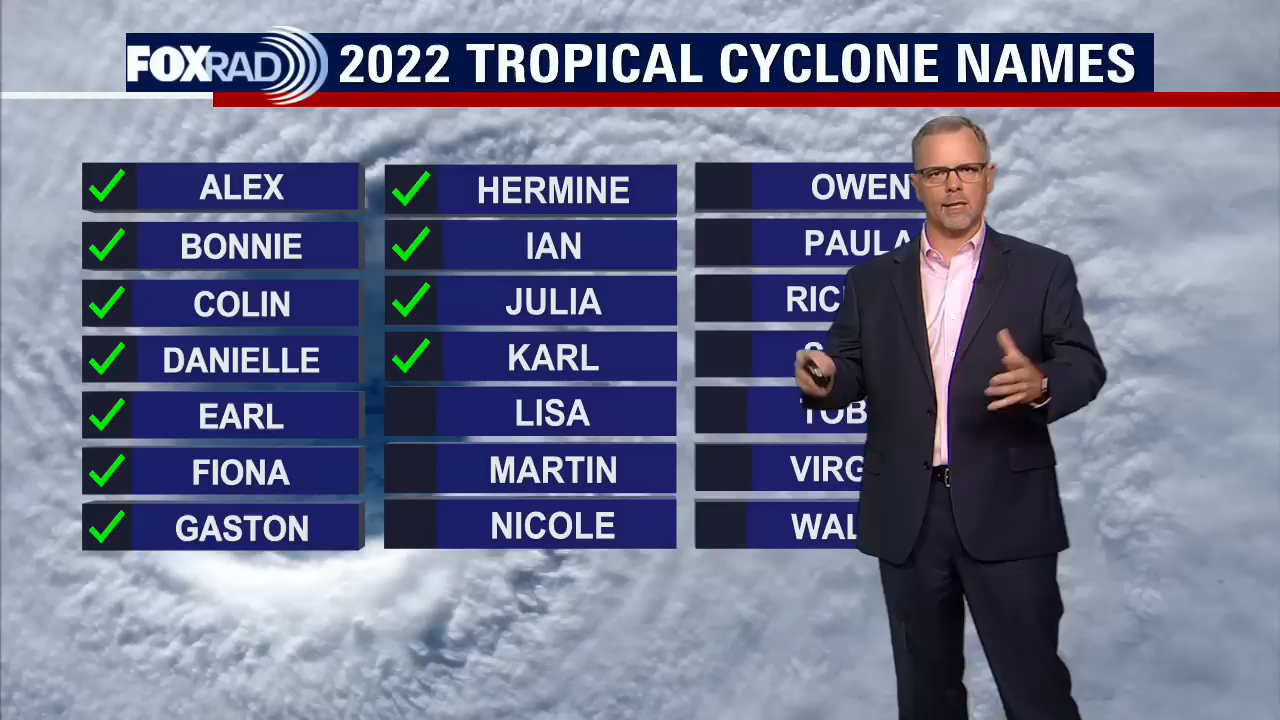 FOXRAD 2022 TROPICAL CYCLONE NAMES
ALEX
BONNIE
COLIN
DANIELLE
EARL
FIONA
GASTON
HERMINE
IAN
JULIA
KARL
LISA
MARTIN
NICOLE
OWEN
PAULA